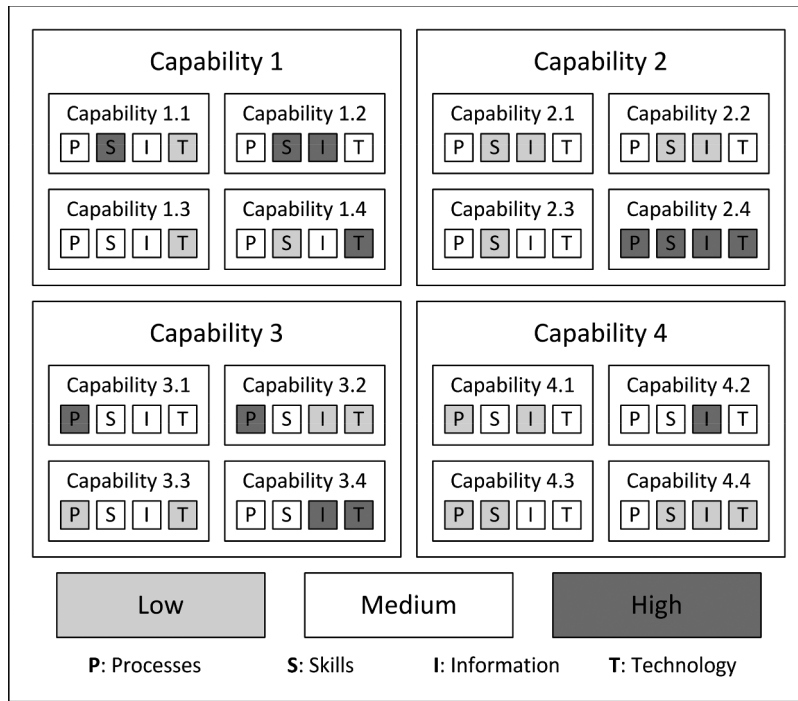 Capability 1
Capability 1.1
P S I T
Capability 1.2
P S I T
Capability 1.3
P S I T
Capability 1.4
P S I T
Capability 2
Capability 2.1
P S I T
Capability 2.2
P S I T
Capability 2.3
P S I T
Capability 2.4
P S I T
Capability 3
Capability 3.1
P S I T
Capability 3.2
P S I T
Capability 3.3
P S I T
Capability 3.4
P S I T
Capability 4
Capability 4.1
P S I T
Capability 4.2
P S I T
Capability 4.3
P S I T
Capability 4.4
P S I T
Low Medium High
P: Processes S: Skills I: Information T: Technology